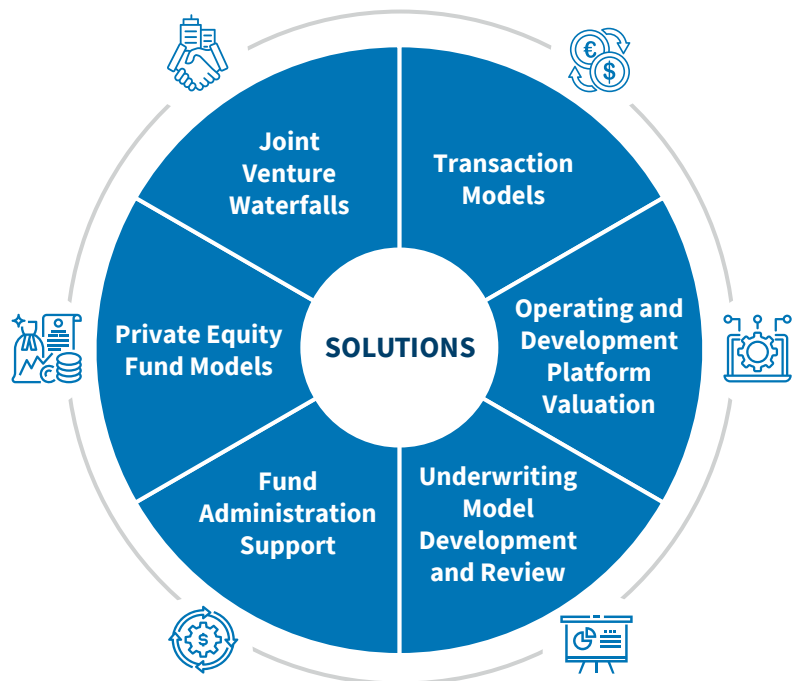 Joint
Venture
Waterfalls
Transaction
Models
Operating and
Development
Platform
Valuation
Underwriting
Model
Development
and Review
Fund
Administration
Support
Private Equity
Fund Models
SOLUTIONS
€
$
$